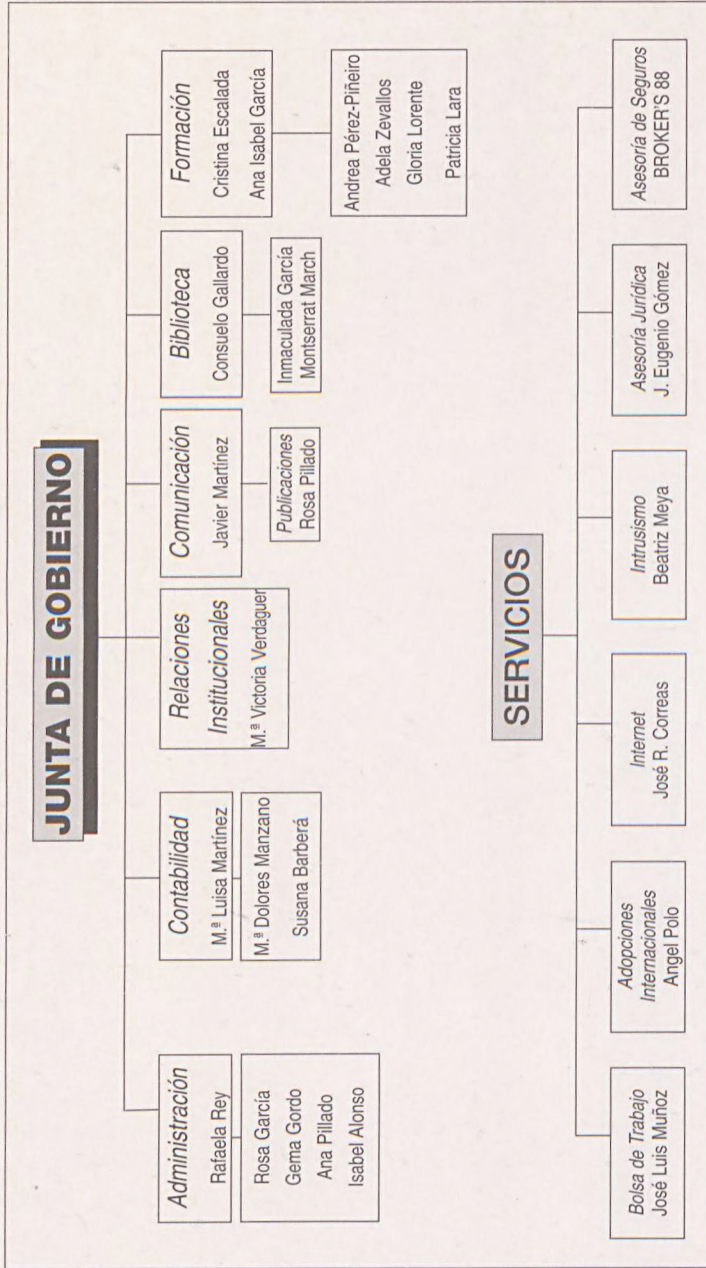 JUNTA DE GOBIERNO
Administración
Rafaela Rey
Rosa García
Gema Gordo
Ana Pillado
Isabel Alonso
Contabilidad
M.ª Luisa Martínez
M.ª Dolores Manzano
Susana Barberá
Relaciones
Institucionales
M.ª Victoria Verdaguer
Comunicación
Javier Martínez
Publicaciones
Rosa Pillado
Biblioteca
Consuelo Gallardo
Inmaculada García
Montserrat March
Formación
Cristina Escalada
Ana Isabel García
Andrea Pérez-Piñeiro
Adela Zevallos
Gloria Lorente
Patricia Lara
SERVICIOS
Bolsa de Trabajo
José Luis Muñoz
Adopciones
Internacionales
Angel Polo
Internet
José R. Correas
Intrusismo
Beatriz Meya
Asesoría Jurídica
J. Eugenio Gómez
Asesoría de Seguros
BROKER'S 88